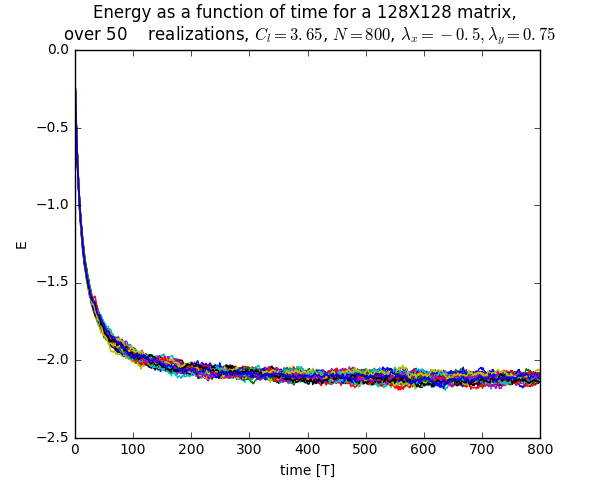 Energy as a function of time for a 128X128 matrix,
over 50 realizations, $C_l = 3.65$, $N = 800$, $\lambda_x = -0.5, \lambda_y = 0.75$
0.0
−0.5
−1.0
−1.5
−2.0
−2.5
E
0 100 200 300 400 500 600 700 800
time [T]